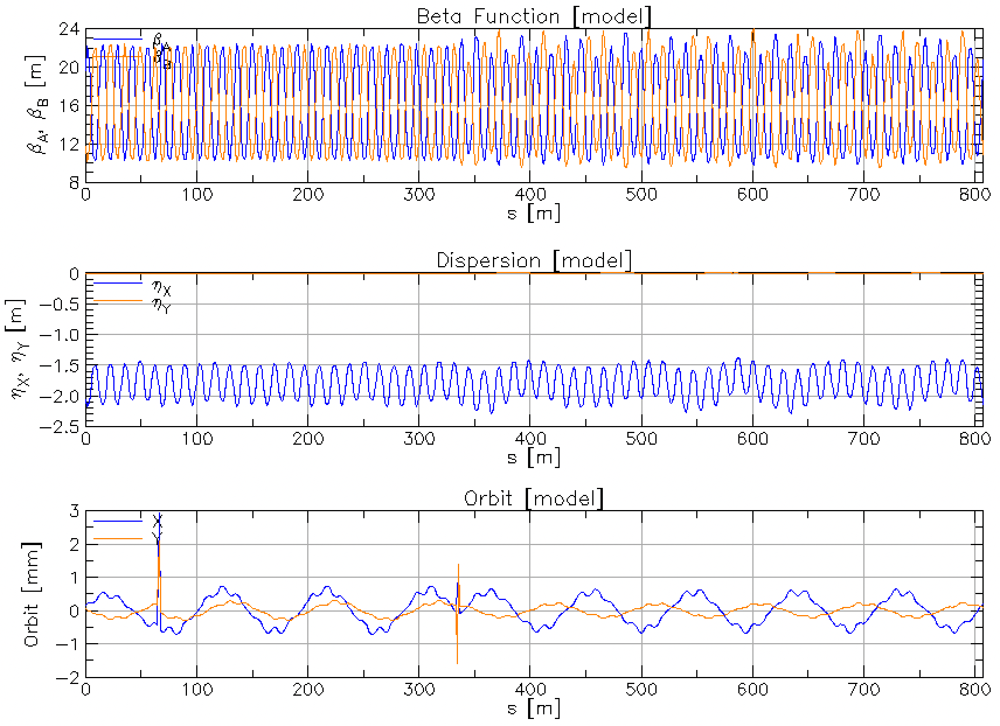 Beta Function [model]
β_A, β_B [m]
24
20
16
12
8
β_A
β_B
0 100 200 300 400 500 600 700 800
s [m]
Dispersion [model]
η_X, η_Y [m]
0
−0.5
−1.0
−1.5
−2.0
−2.5
η_X
η_Y
0 100 200 300 400 500 600 700 800
s [m]
Orbit [model]
Orbit [mm]
3
2
1
0
−1
−2
X
Y
0 100 200 300 400 500 600 700 800
s [m]